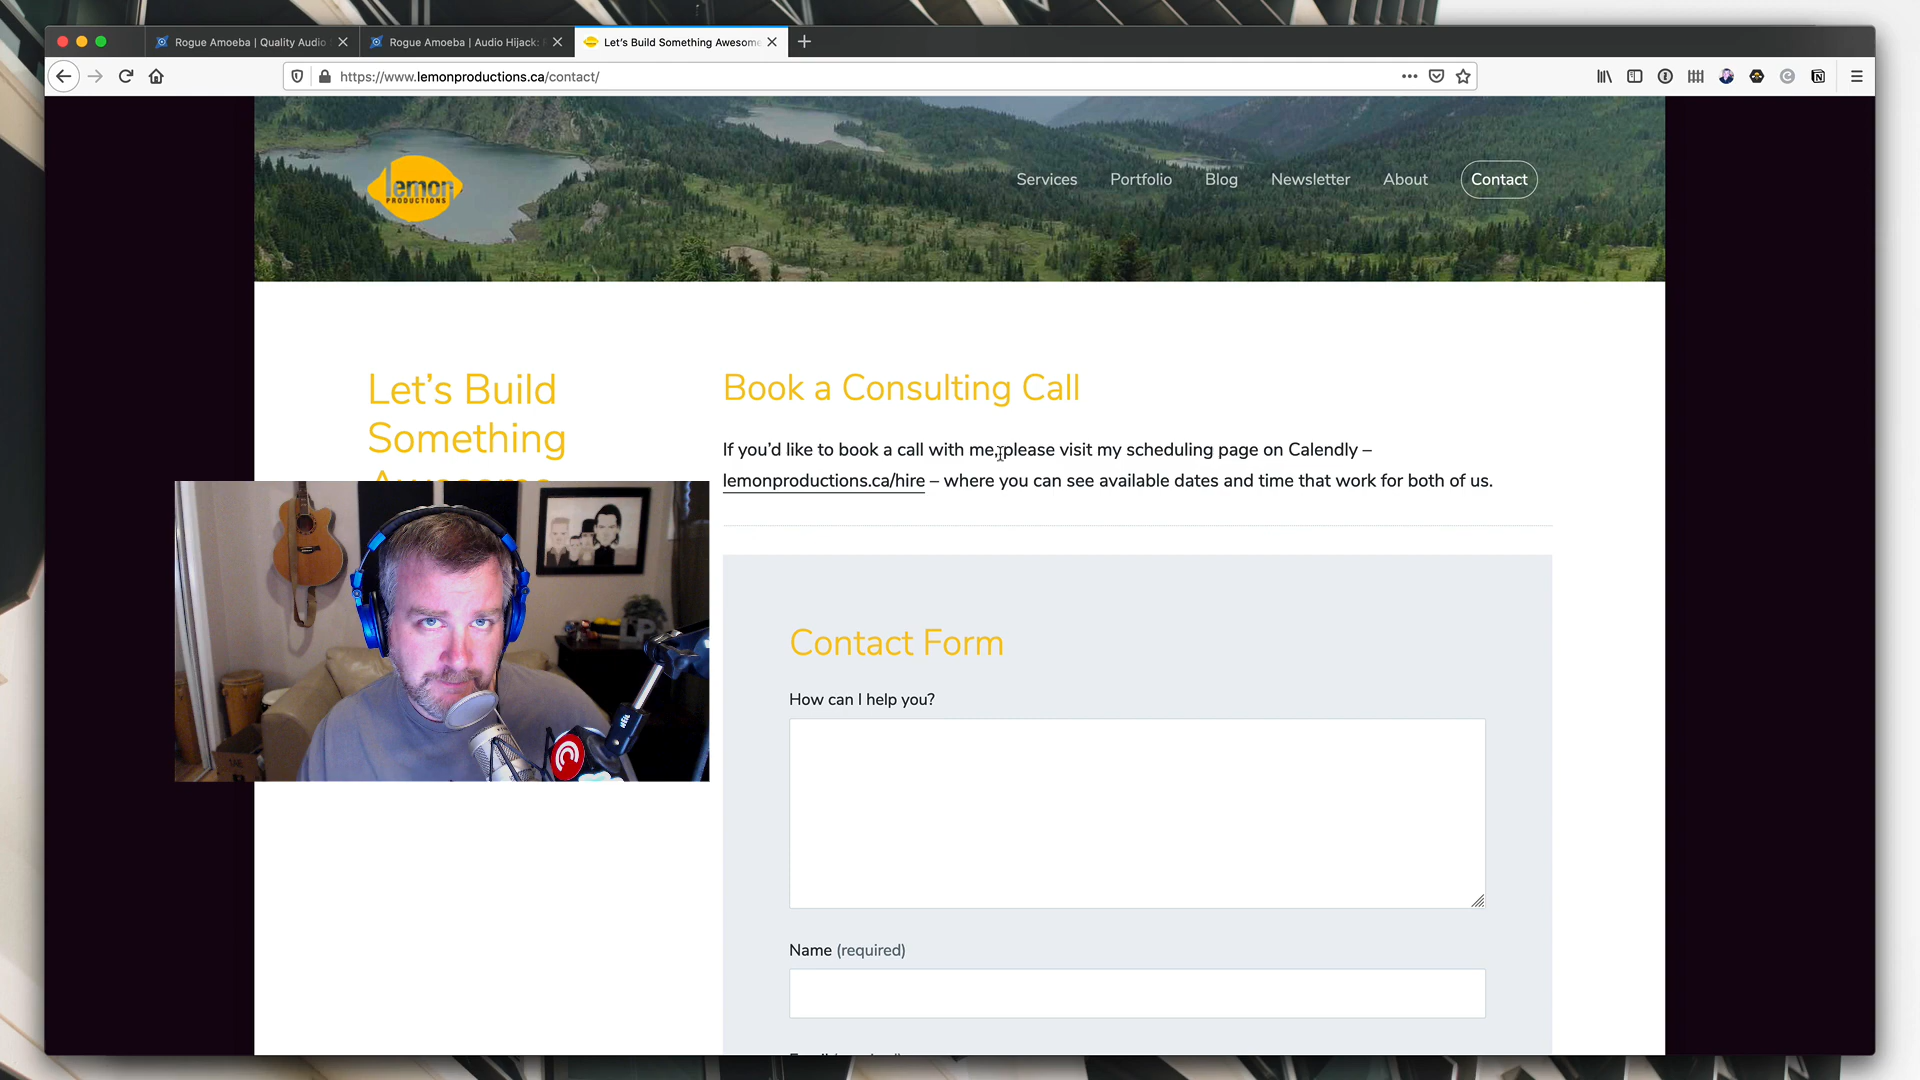 Rogue Amoeba | Quality Audio
Rogue Amoeba | Audio Hijack:
Let's Build Something Awesome
https://www.lemonproductions.ca/contact/
lemon
PRODUCTIONS
Services
Portfolio
Blog
Newsletter
About
Contact
Let’s Build
Something
Awesome
Book a Consulting Call
If you’d like to book a call with me, please visit my scheduling page on Calendly –
lemonproductions.ca/hire – where you can see available dates and time that work for both of us.
Contact Form
How can I help you?
Name (required)